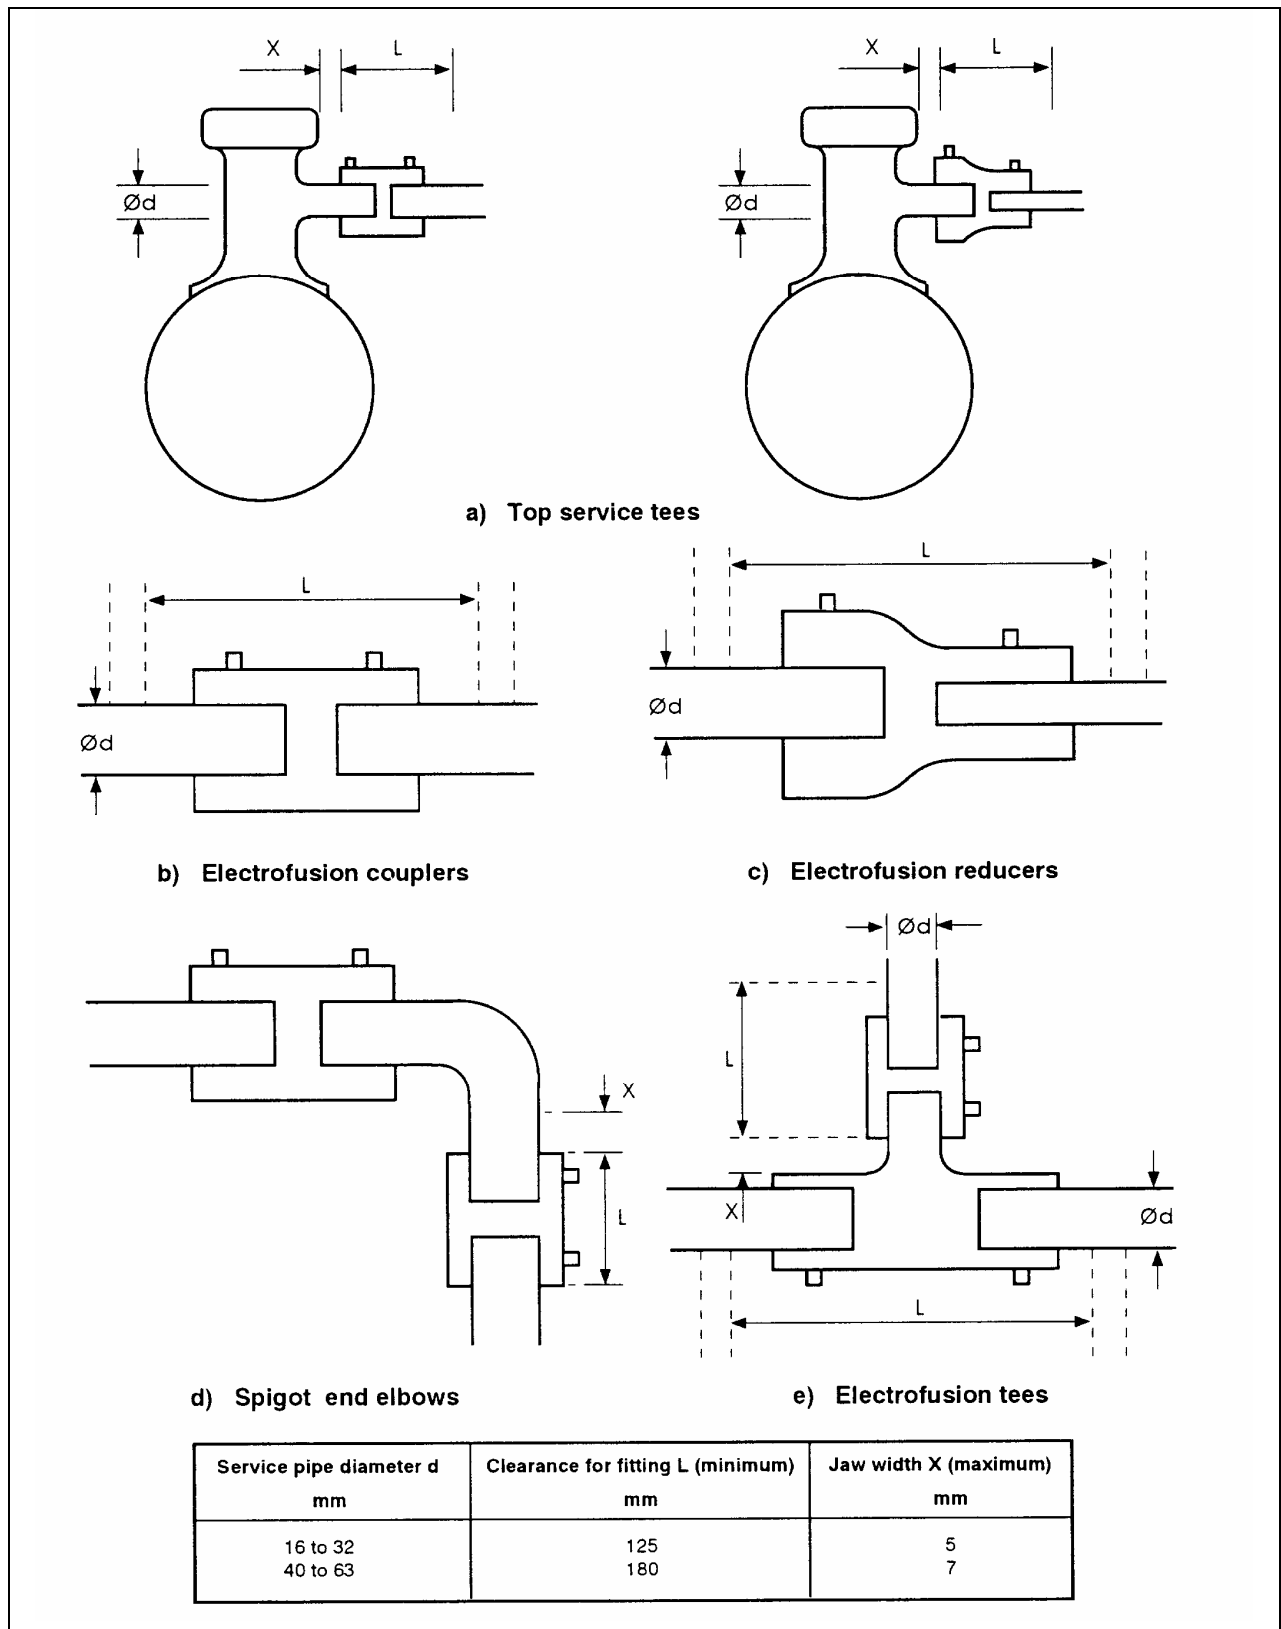 X L
X L
Ød
Ød
a) Top service tees
L
L
Ød
Ød
b) Electrofusion couplers
c) Electrofusion reducers
Ød
L
X
L
X
Ød
L
d) Spigot end elbows
e) Electrofusion tees
Service pipe diameter d Clearance for fitting L (minimum) Jaw width X (maximum)
mm mm mm
16 to 32 125 5
40 to 63 180 7